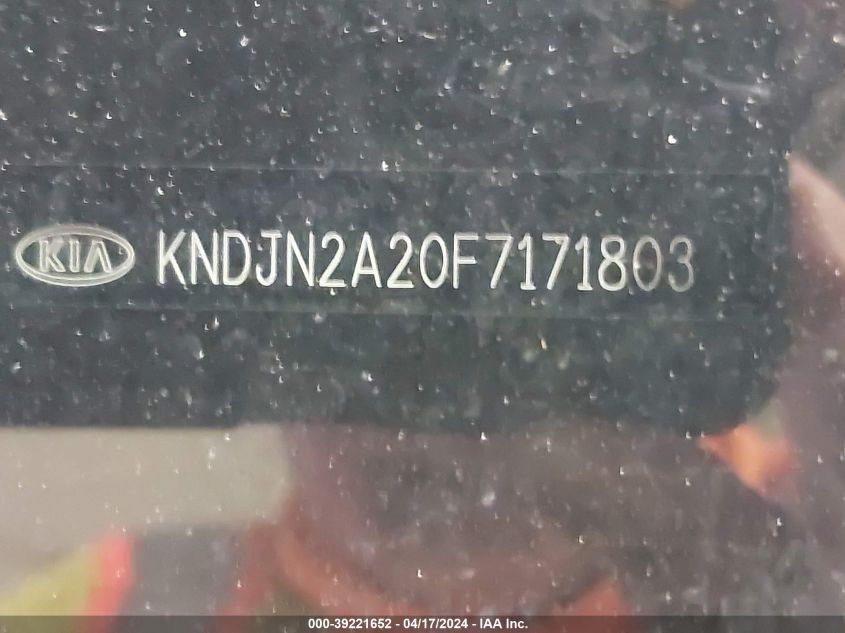 KIA KNDJN2A20F7171803
000-39221652 - 04/17/2024 - IAA Inc.